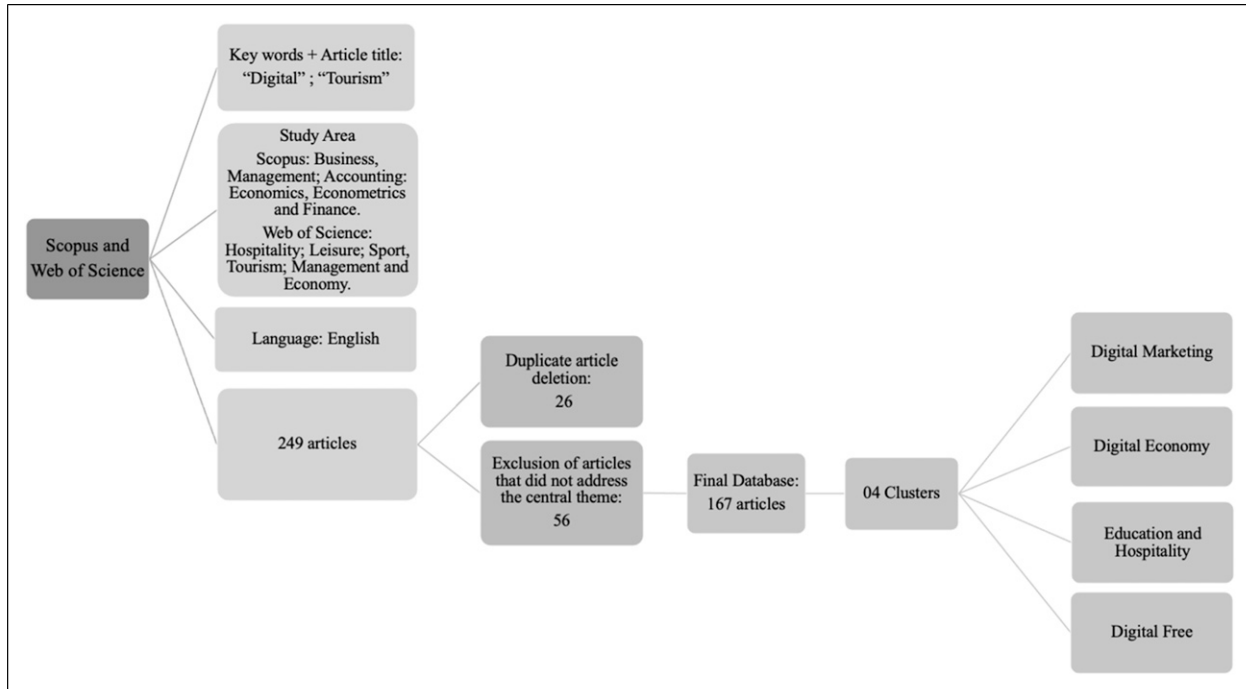 Scopus and
Web of Science
Key words + Article title:
“Digital” ; “Tourism”
Study Area
Scopus: Business,
Management; Accounting:
Economics, Econometrics
and Finance.
Web of Science:
Hospitality; Leisure; Sport,
Tourism; Management and
Economy.
Language: English
249 articles
Duplicate article
deletion:
26
Exclusion of articles
that did not address
the central theme:
56
Final Database:
167 articles
04 Clusters
Digital Marketing
Digital Economy
Education and
Hospitality
Digital Free